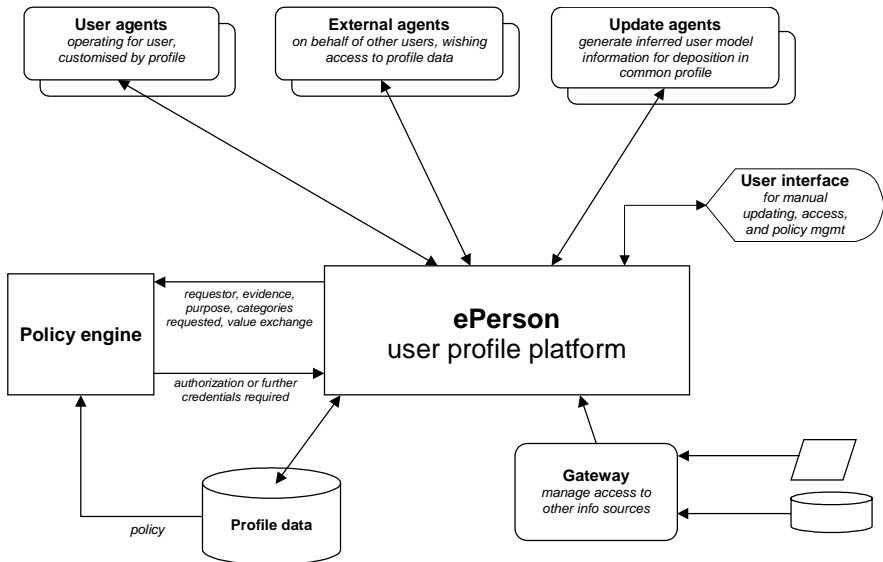 User agents
operating for user,
customised by profile
External agents
on behalf of other users, wishing
access to profile data
Update agents
generate inferred user model
information for deposition in
common profile
User interface
for manual
updating, access,
and policy mgmt
requestor, evidence,
purpose, categories
requested, value exchange
Policy engine
ePerson
user profile platform
authorization or further
credentials required
Gateway
manage access to
other info sources
Profile data
policy